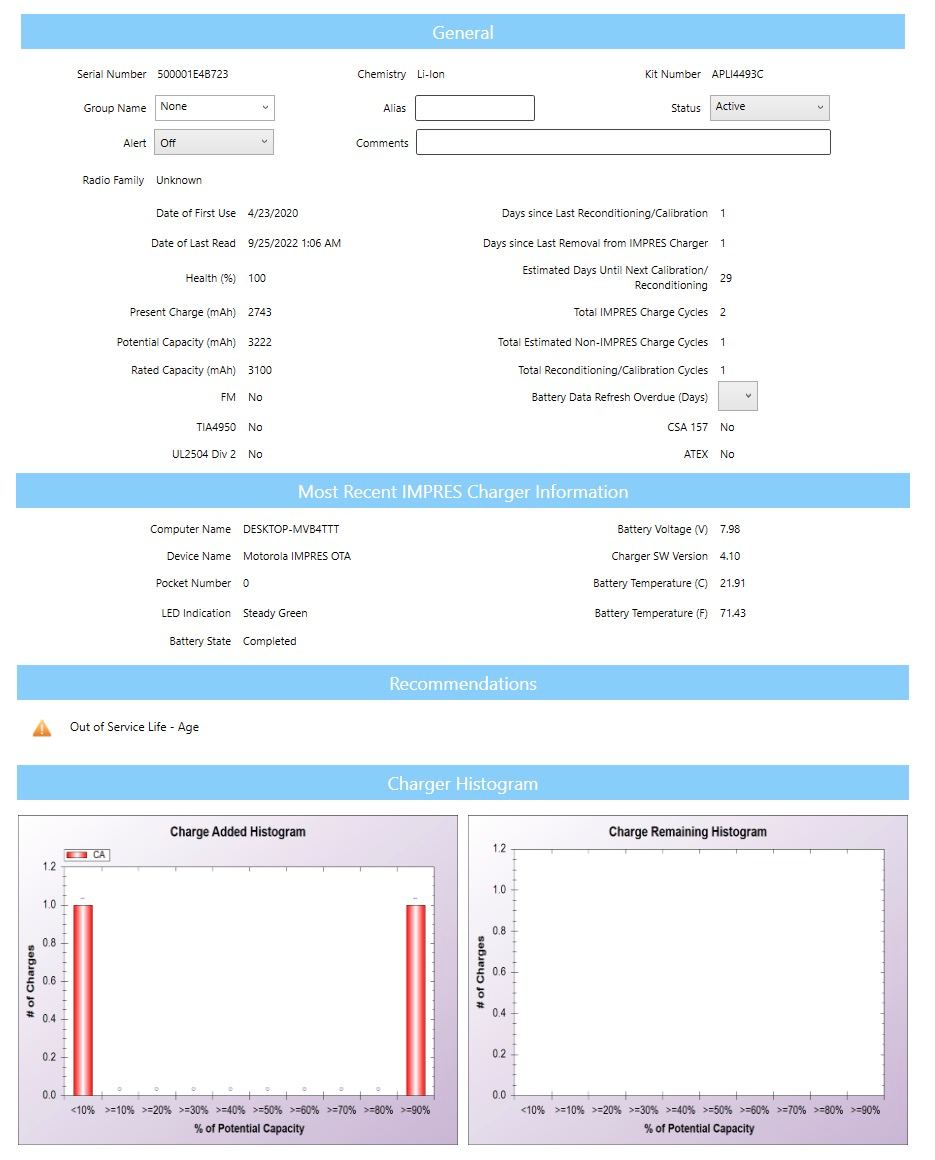 General
Serial Number 500001E4B723 Chemistry Li-Ion Kit Number APLI4493C
Group Name None Alias Status Active
Alert Off Comments
Radio Family Unknown
Date of First Use 4/23/2020 Days since Last Reconditioning/Calibration 1
Date of Last Read 9/25/2022 1:06 AM Days since Last Removal from IMPRES Charger 1
Health (%) 100 Estimated Days Until Next Calibration/
Reconditioning 29
Present Charge (mAh) 2743 Total IMPRES Charge Cycles 2
Potential Capacity (mAh) 3222 Total Estimated Non-IMPRES Charge Cycles 1
Rated Capacity (mAh) 3100 Total Reconditioning/Calibration Cycles 1
FM No Battery Data Refresh Overdue (Days)
TIA4950 No CSA 157 No
UL2504 Div 2 No ATEX No
Most Recent IMPRES Charger Information
Computer Name DESKTOP-MVB4TTT Battery Voltage (V) 7.98
Device Name Motorola IMPRES OTA Charger SW Version 4.10
Pocket Number 0 Battery Temperature (C) 21.91
LED Indication Steady Green Battery Temperature (F) 71.43
Battery State Completed
Recommendations
Out of Service Life - Age
Charger Histogram
Charge Added Histogram
CA
1.2
1.0
0.8
0.6
0.4
0.2
0.0
# of Charges
0 0 0 0 0 0 0 0
<10% >=10% >=20% >=30% >=40% >=50% >=60% >=70% >=80% >=90%
% of Potential Capacity
Charge Remaining Histogram
1.2
1.0
0.8
0.6
0.4
0.2
0.0
# of Charges
<10% >=10% >=20% >=30% >=40% >=50% >=60% >=70% >=80% >=90%
% of Potential Capacity